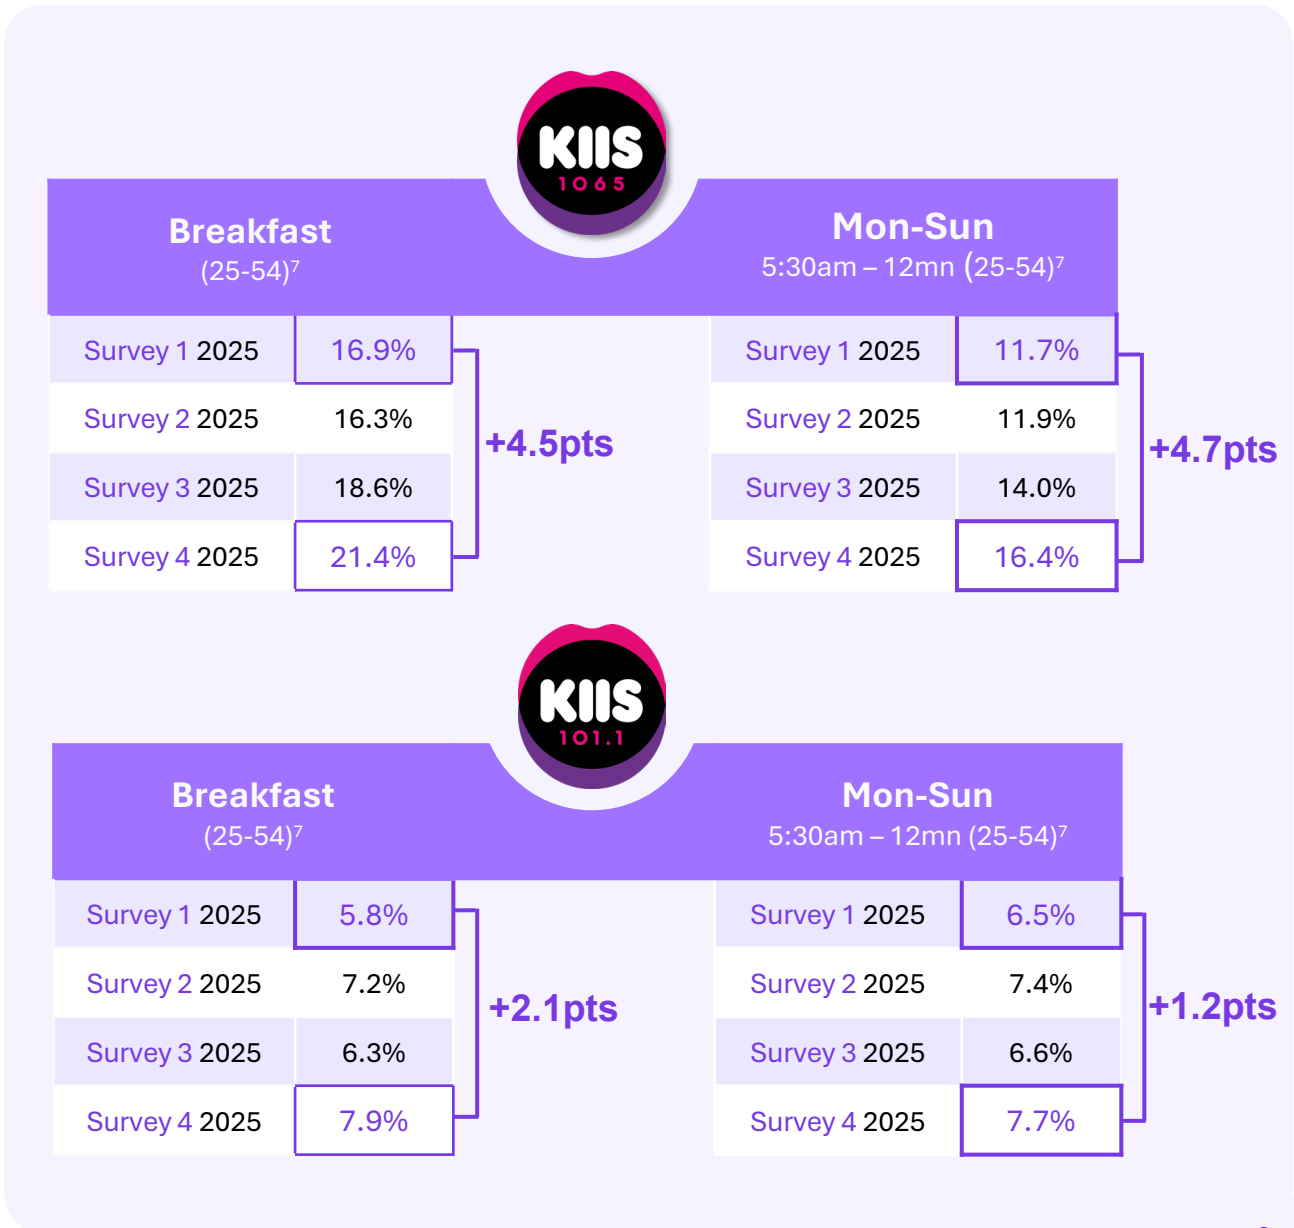 KIIS
1065
Breakfast
(25-54)⁷
Mon-Sun
5:30am – 12mn (25-54)⁷
Survey 1 2025 16.9%
Survey 2 2025 16.3%
Survey 3 2025 18.6%
Survey 4 2025 21.4%
+4.5pts
Survey 1 2025 11.7%
Survey 2 2025 11.9%
Survey 3 2025 14.0%
Survey 4 2025 16.4%
+4.7pts
KIIS
101.1
Breakfast
(25-54)⁷
Mon-Sun
5:30am – 12mn (25-54)⁷
Survey 1 2025 5.8%
Survey 2 2025 7.2%
Survey 3 2025 6.3%
Survey 4 2025 7.9%
+2.1pts
Survey 1 2025 6.5%
Survey 2 2025 7.4%
Survey 3 2025 6.6%
Survey 4 2025 7.7%
+1.2pts